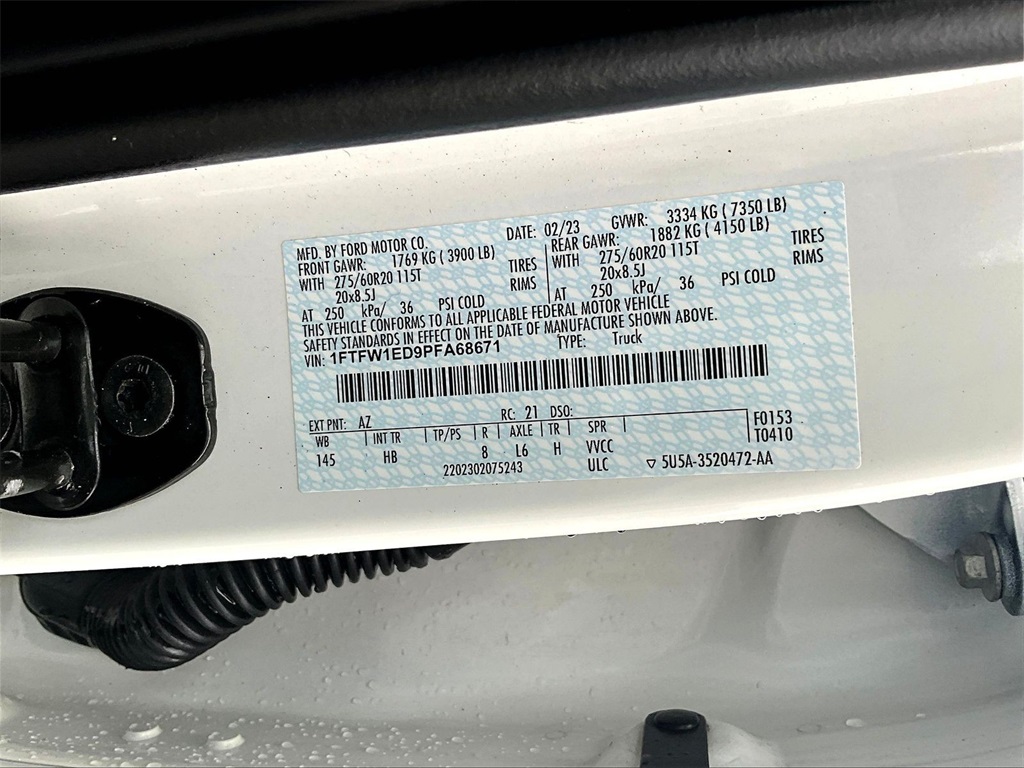 MFD. BY FORD MOTOR CO. DATE: 02/23 GVWR: 3334 KG ( 7350 LB)
FRONT GAWR: 1769 KG ( 3900 LB) REAR GAWR: 1882 KG ( 4150 LB)
WITH 275/60R20 115T TIRES WITH 275/60R20 115T TIRES
20x8.5J RIMS 20x8.5J RIMS
AT 250 kPa/ 36 PSI COLD AT 250 kPa/ 36 PSI COLD
THIS VEHICLE CONFORMS TO ALL APPLICABLE FEDERAL MOTOR VEHICLE
SAFETY STANDARDS IN EFFECT ON THE DATE OF MANUFACTURE SHOWN ABOVE.
VIN: 1FTFW1ED9PFA68671 TYPE: Truck
EXT PNT: AZ RC: 21 DSO: F0153
WB INT TR TP/PS R AXLE TR SPR T0410
145 HB 8 L6 H VVCC
2202302075243 ULC ▽ 5U5A-3520472-AA